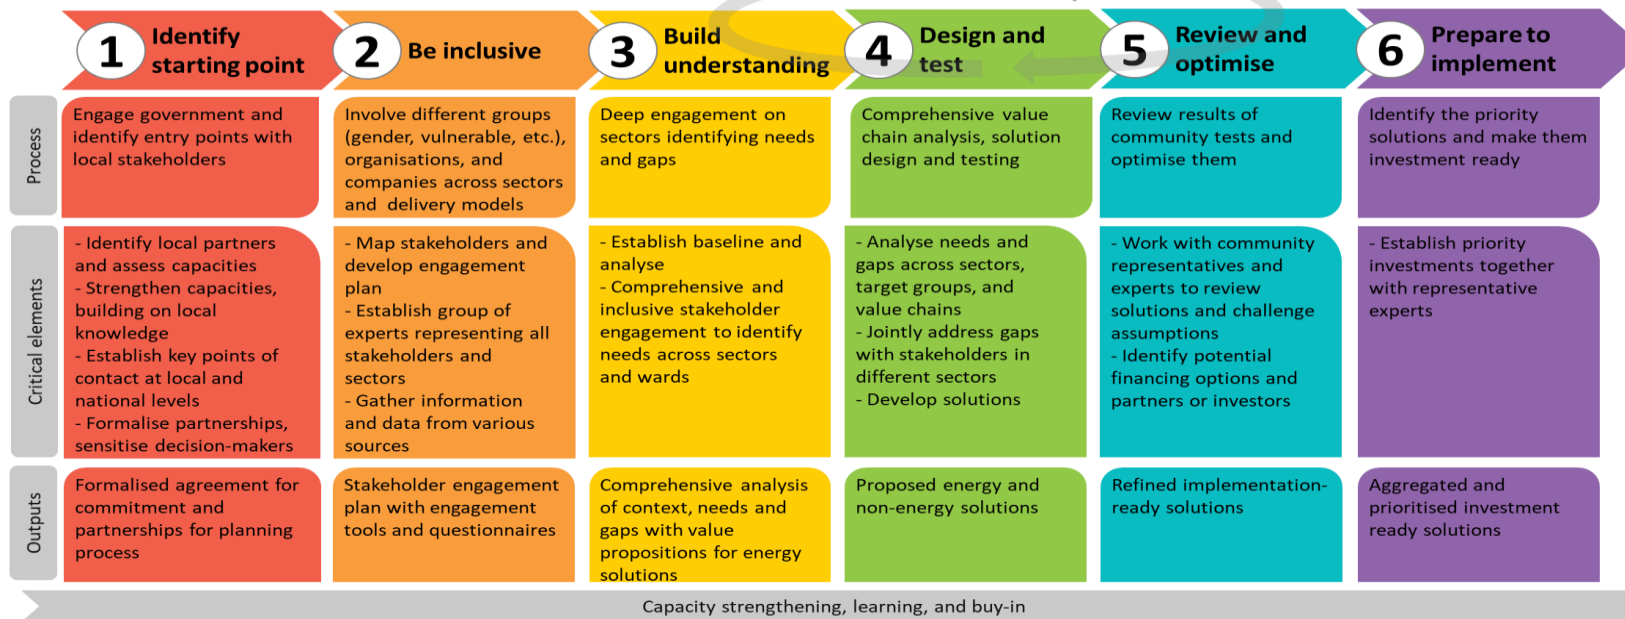 1
Identify
starting point
2
Be inclusive
3
Build
understanding
4
Design and
test
5
Review and
optimise
6
Prepare to
implement
Process
Engage government and
identify entry points with
local stakeholders
Involve different groups
(gender, vulnerable, etc.),
organisations, and
companies across sectors
and delivery models
Deep engagement on
sectors identifying needs
and gaps
Comprehensive value
chain analysis, solution
design and testing
Review results of
community tests and
optimise them
Identify the priority
solutions and make them
investment ready
Critical elements
- Identify local partners
and assess capacities
- Strengthen capacities,
building on local
knowledge
- Establish key points of
contact at local and
national levels
- Formalise partnerships,
sensitise decision-makers
- Map stakeholders and
develop engagement
plan
- Establish group of
experts representing all
stakeholders and
sectors
- Gather information
and data from various
sources
- Establish baseline and
analyse
- Comprehensive and
inclusive stakeholder
engagement to identify
needs across sectors
and wards
- Analyse needs and
gaps across sectors,
target groups, and
value chains
- Jointly address gaps
with stakeholders in
different sectors
- Develop solutions
- Work with community
representatives and
experts to review
solutions and challenge
assumptions
- Identify potential
financing options and
partners or investors
- Establish priority
investments together
with representative
experts
Outputs
Formalised agreement for
commitment and
partnerships for planning
process
Stakeholder engagement
plan with engagement
tools and questionnaires
Comprehensive analysis
of context, needs and
gaps with value
propositions for energy
solutions
Proposed energy and
non-energy solutions
Refined implementation-
ready solutions
Aggregated and
prioritised investment
ready solutions
Capacity strengthening, learning, and buy-in